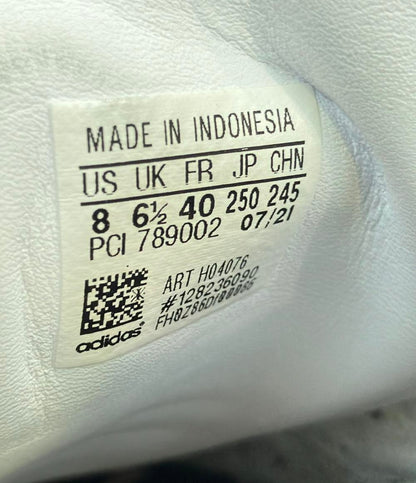 MADE IN INDONESIA
US UK FR JP CHN
8 6½ 40 250 245
PCI 789002 07/21
ART H04076
#128236090
FH0Z86D100086
adidas